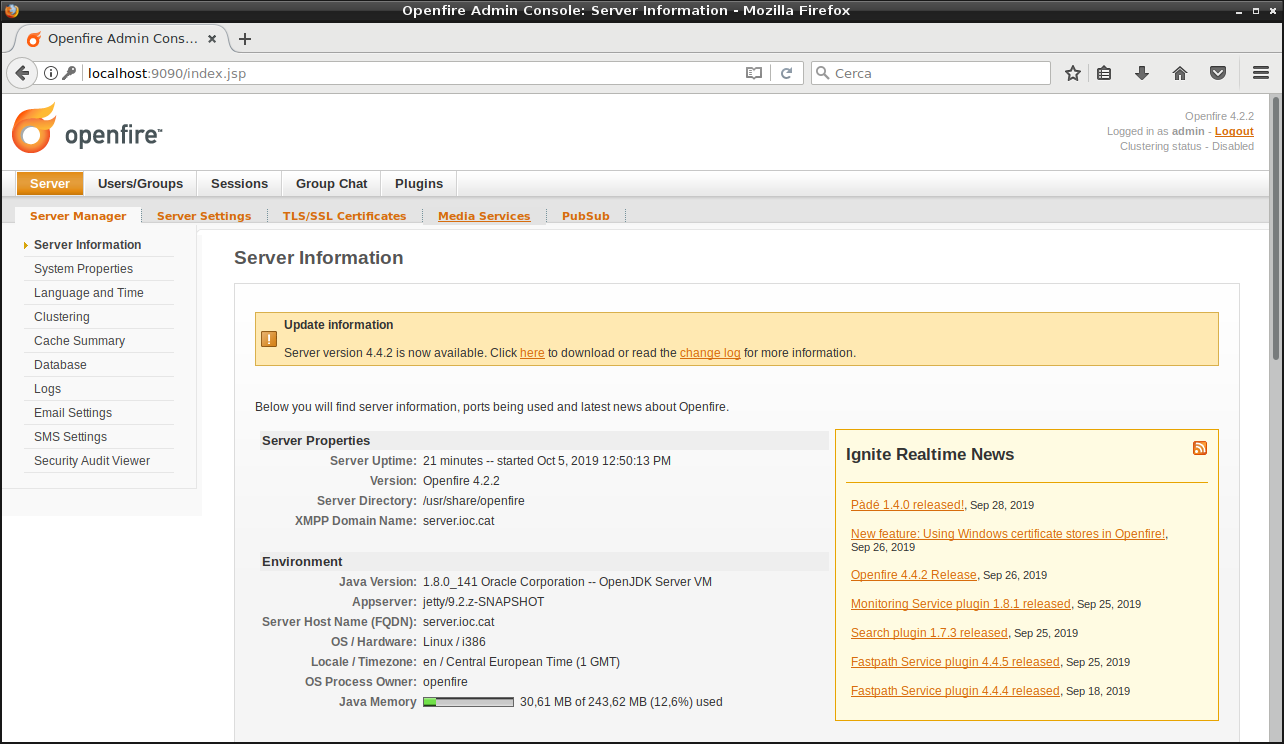 Openfire Admin Console: Server Information - Mozilla Firefox
Openfire Admin Cons...
localhost:9090/index.jsp
Cerca
openfire™
Openfire 4.2.2
Logged in as admin - Logout
Clustering status - Disabled
Server Users/Groups Sessions Group Chat Plugins
Server Manager Server Settings TLS/SSL Certificates Media Services PubSub
Server Information
System Properties
Language and Time
Clustering
Cache Summary
Database
Logs
Email Settings
SMS Settings
Security Audit Viewer
Server Information
Update information
Server version 4.4.2 is now available. Click here to download or read the change log for more information.
Below you will find server information, ports being used and latest news about Openfire.
Server Properties
Server Uptime: 21 minutes -- started Oct 5, 2019 12:50:13 PM
Version: Openfire 4.2.2
Server Directory: /usr/share/openfire
XMPP Domain Name: server.ioc.cat
Environment
Java Version: 1.8.0_141 Oracle Corporation -- OpenJDK Server VM
Appserver: jetty/9.2.z-SNAPSHOT
Server Host Name (FQDN): server.ioc.cat
OS / Hardware: Linux / i386
Locale / Timezone: en / Central European Time (1 GMT)
OS Process Owner: openfire
Java Memory 30,61 MB of 243,62 MB (12,6%) used
Ignite Realtime News
Pàdé 1.4.0 released!, Sep 28, 2019
New feature: Using Windows certificate stores in Openfire!,
Sep 26, 2019
Openfire 4.4.2 Release, Sep 26, 2019
Monitoring Service plugin 1.8.1 released, Sep 25, 2019
Search plugin 1.7.3 released, Sep 25, 2019
Fastpath Service plugin 4.4.5 released, Sep 25, 2019
Fastpath Service plugin 4.4.4 released, Sep 18, 2019